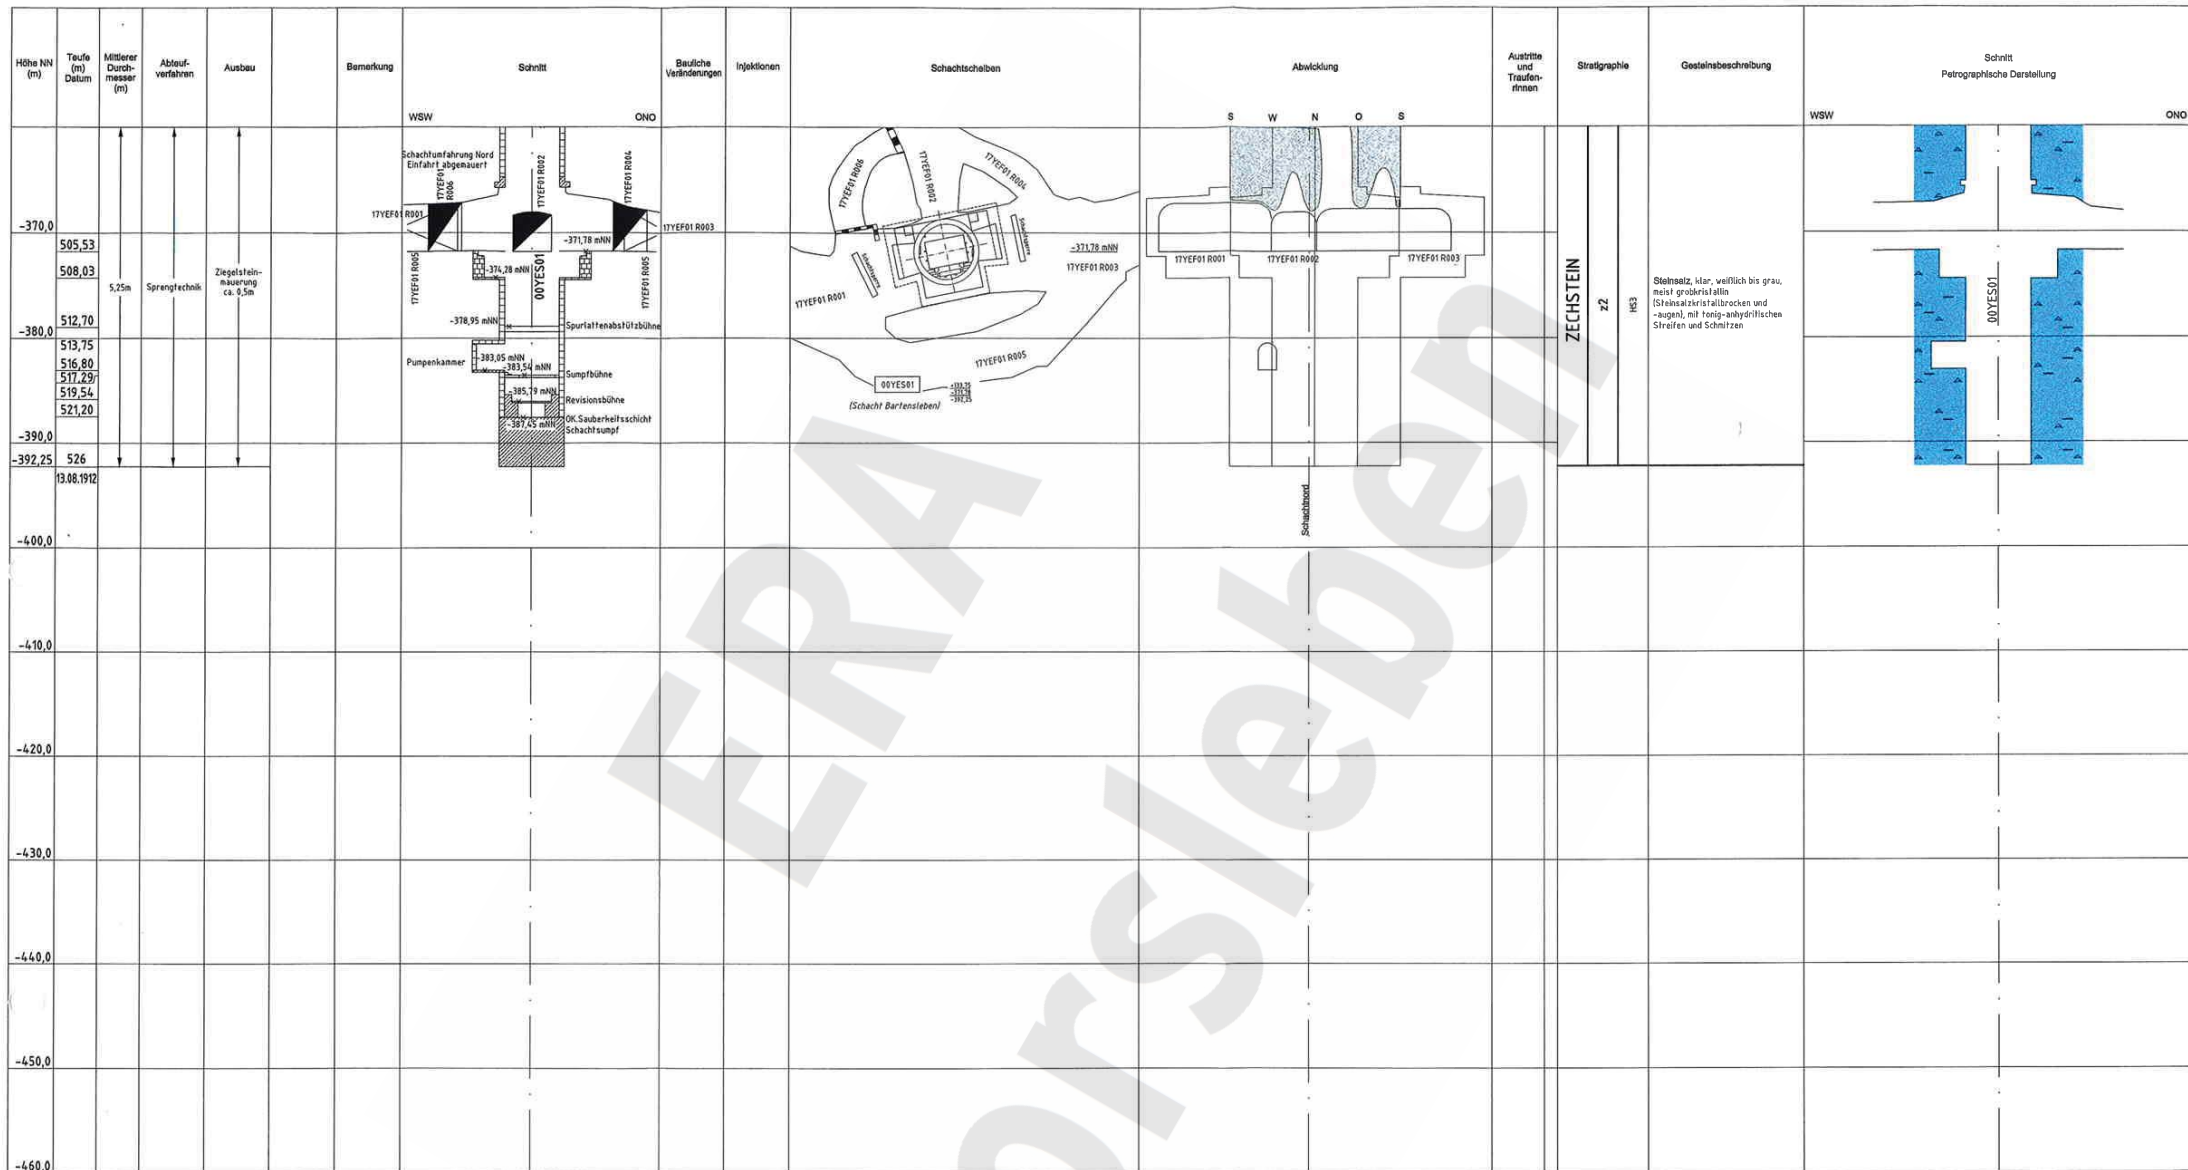 Höhe NN
(m)
Teufe
(m)
Datum
Mittlerer
Durch-
messer
(m)
Abteuf-
verfahren
Ausbau
Bemerkung
Schnitt
WSW
ONO
Bauliche
Veränderungen
Injektionen
Schachtscheiben
Abwicklung
S W N O S
Austritte
und
Traufen-
rinnen
Stratigraphie
Gesteinsbeschreibung
Schnitt
Petrographische Darstellung
WSW
ONO
-370,0
-380,0
-390,0
-392,25
-400,0
-410,0
-420,0
-430,0
-440,0
-450,0
-460,0
505,53
508,03
512,70
513,75
516,80
517,29
519,54
521,20
526
13.08.1912
5,25m
Sprengtechnik
Ziegelstein-
mauerung
ca. 0,5m
Schachtumfahrung Nord
Einfahrt abgemauert
17YEF01
R006
17YEF01 R002
17YEF01 R004
17YEF01 R001
17YEF01 R003
-371,78 mNN
-374,28 mNN
17YEF01 R005
00YES01
17YEF01 R005
-378,95 mNN
Spurlattenabstützbühne
Pumpenkammer
-383,05 mNN
-383,54 mNN
Sumpfbühne
-385,79 mNN
Revisionsbühne
OK.Sauberkeitsschicht
-387,45 mNN
Schachtsumpf
17YEF01 R006
17YEF01 R002
17YEF01 R004
Schachtsperre
Schachtsperre
-371,78 mNN
17YEF01 R003
17YEF01 R001
17YEF01 R005
00YES01
-371,78
-392,25
(Schacht Bartensleben)
17YEF01 R001
17YEF01 R002
17YEF01 R003
Schachtnord
ZECHSTEIN
z2
HS3
Steinsalz, klar, weißlich bis grau,
meist grobkristallin
(Steinsalzkristallbrocken und
-augen), mit tonig-anhydritischen
Streifen und Schmitzen
00YES01
ERA
orsleben